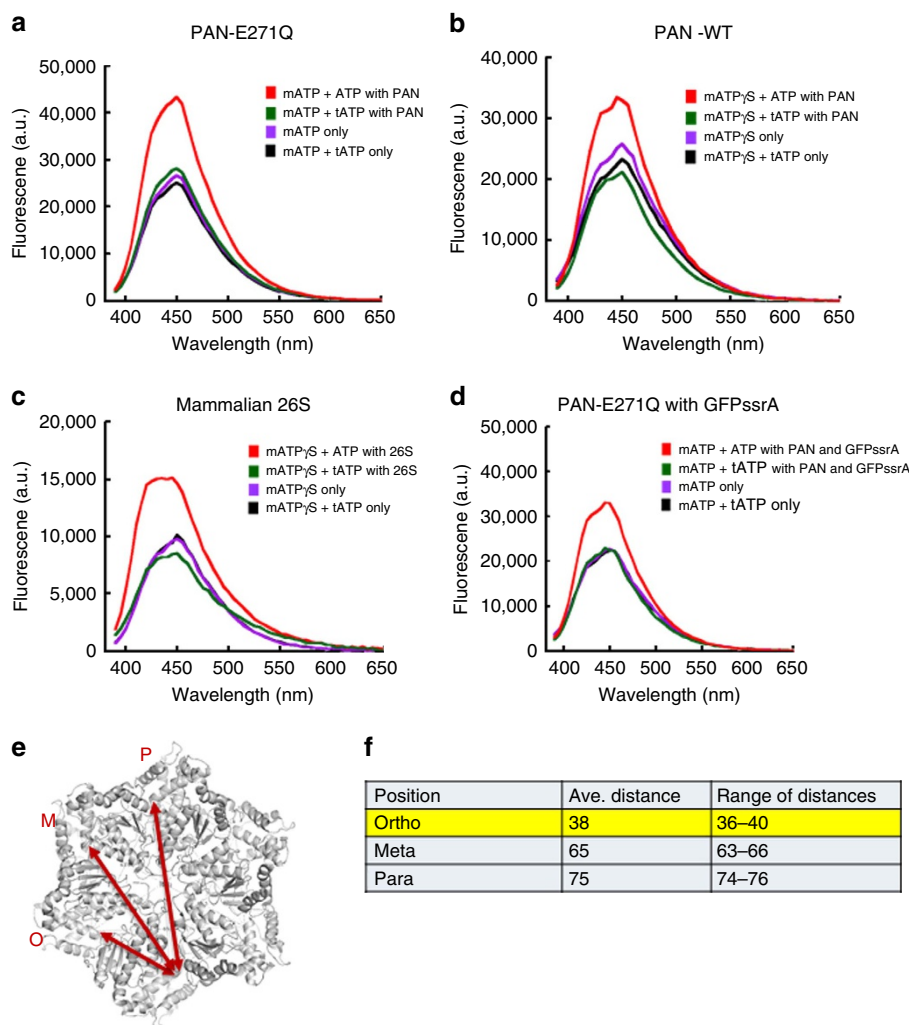 a
PAN-E271Q
50,000
40,000
30,000
20,000
10,000
0
Fluorescene (a.u.)
mATP + ATP with PAN
mATP + tATP with PAN
mATP only
mATP + tATP only
400 450 500 550 600 650
Wavelength (nm)
b
PAN -WT
40,000
30,000
20,000
10,000
0
Fluorescene (a.u.)
mATPγS + ATP with PAN
mATPγS + tATP with PAN
mATPγS only
mATPγS + tATP only
400 450 500 550 600 650
Wavelength (nm)
c
Mammalian 26S
20,000
15,000
10,000
5,000
0
Fluorescene (a.u.)
mATPγS + ATP with 26S
mATPγS + tATP with 26S
mATPγS only
mATPγS + tATP only
400 450 500 550 600 650
Wavelength (nm)
d
PAN-E271Q with GFPssrA
50,000
40,000
30,000
20,000
10,000
0
Fluorescene (a.u.)
mATP + ATP with PAN and GFPssrA
mATP + tATP with PAN and GFPssrA
mATP only
mATP + tATP only
400 450 500 550 600 650
Wavelength (nm)
e
P
M
O
f
Position Ave. distance Range of distances
Ortho 38 36–40
Meta 65 63–66
Para 75 74–76